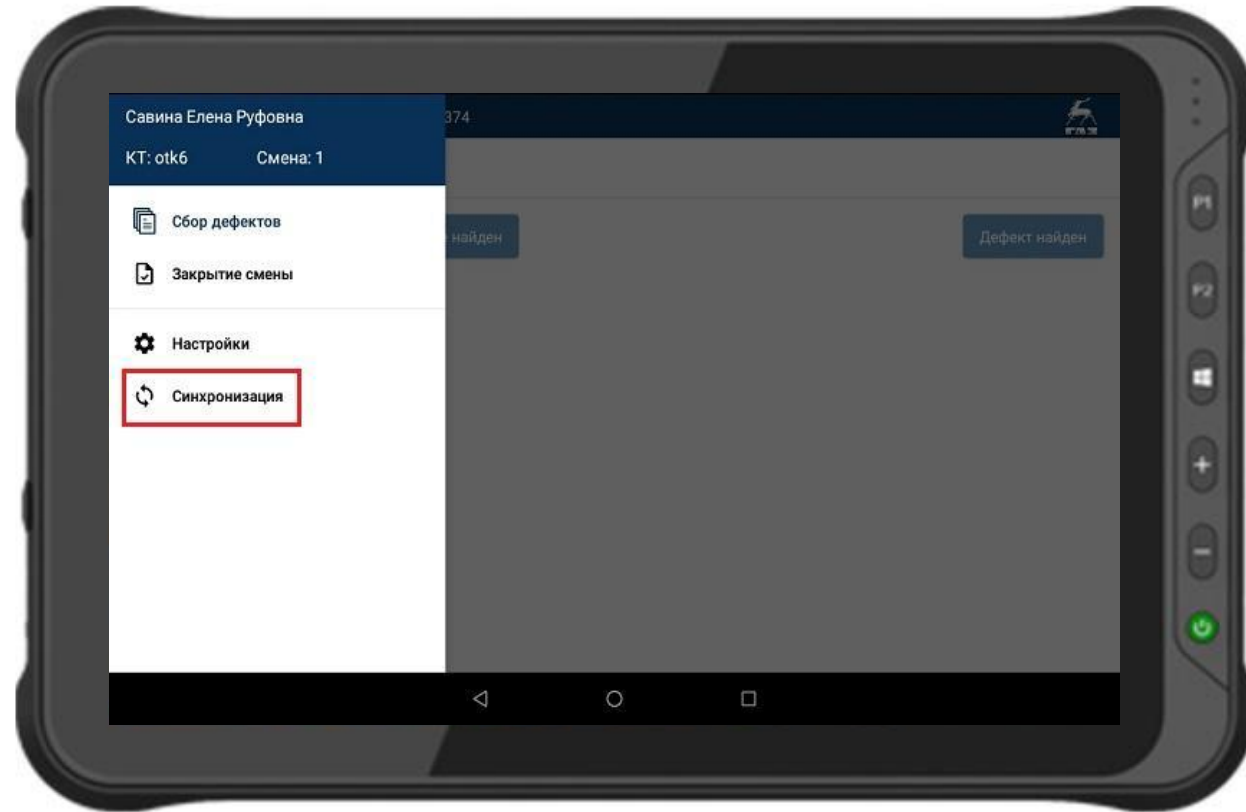 Савина Елена Руфовна
374
ГАЗ
КТ: otk6 Смена: 1
Сбор дефектов
найден
Дефект найден
Закрытие смены
Настройки
Синхронизация
P1
P2